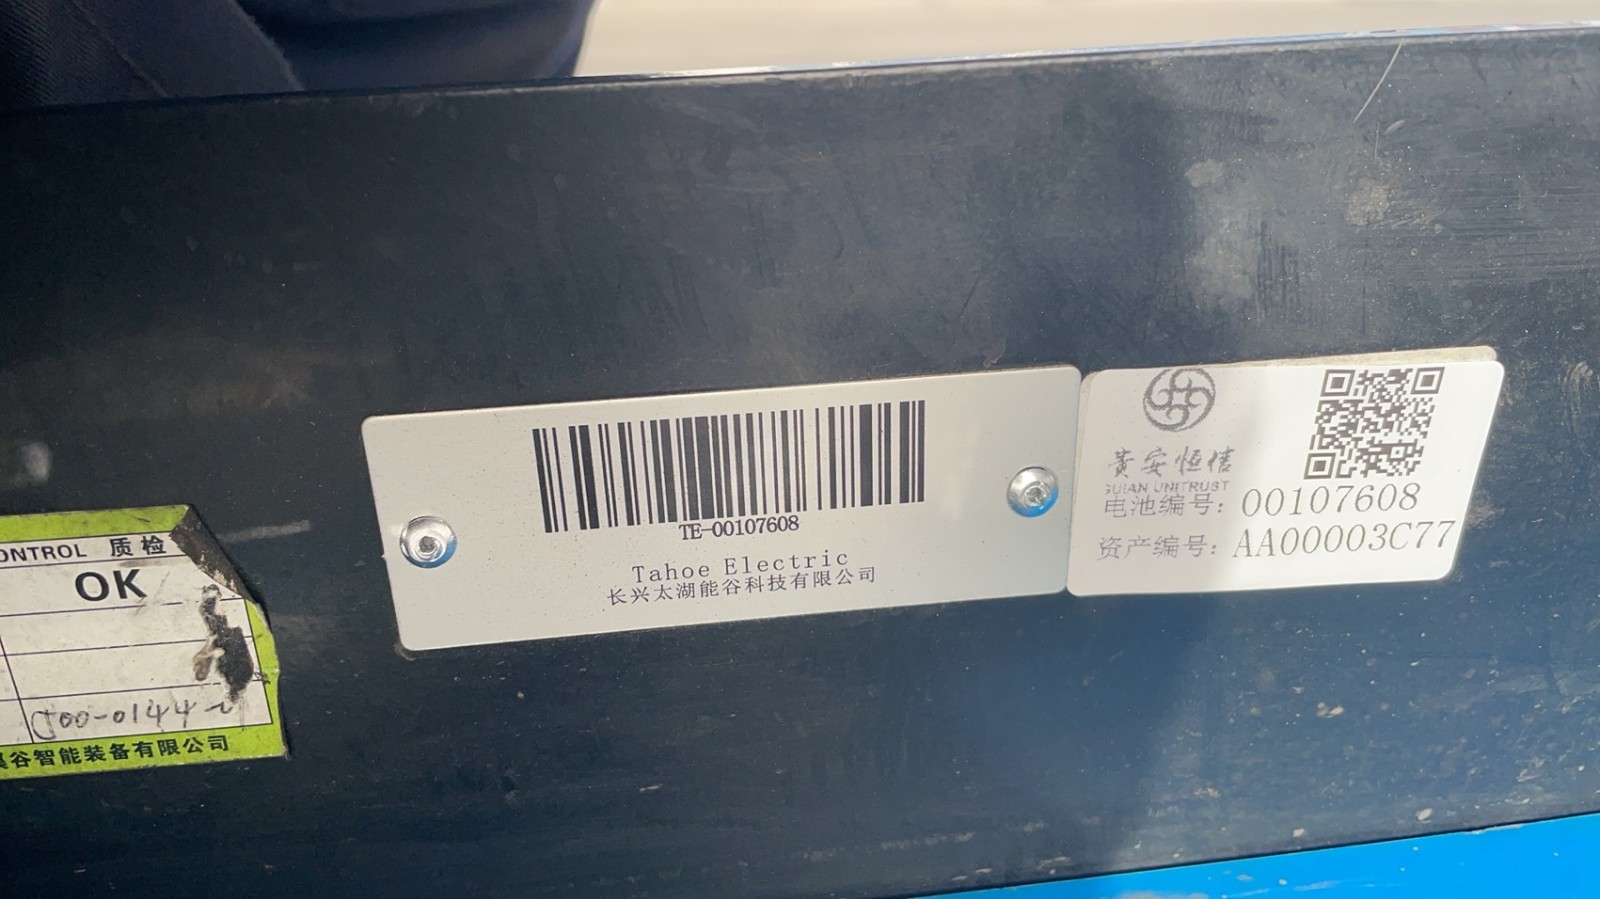 ONTROL 质检
OK
J00-0144
谷智能装备有限公司
TE-00107608
Tahoe Electric
长兴太湖能谷科技有限公司
贵安恒信
GUIAN UNITRUST
电池编号：00107608
资产编号：AA00003C77